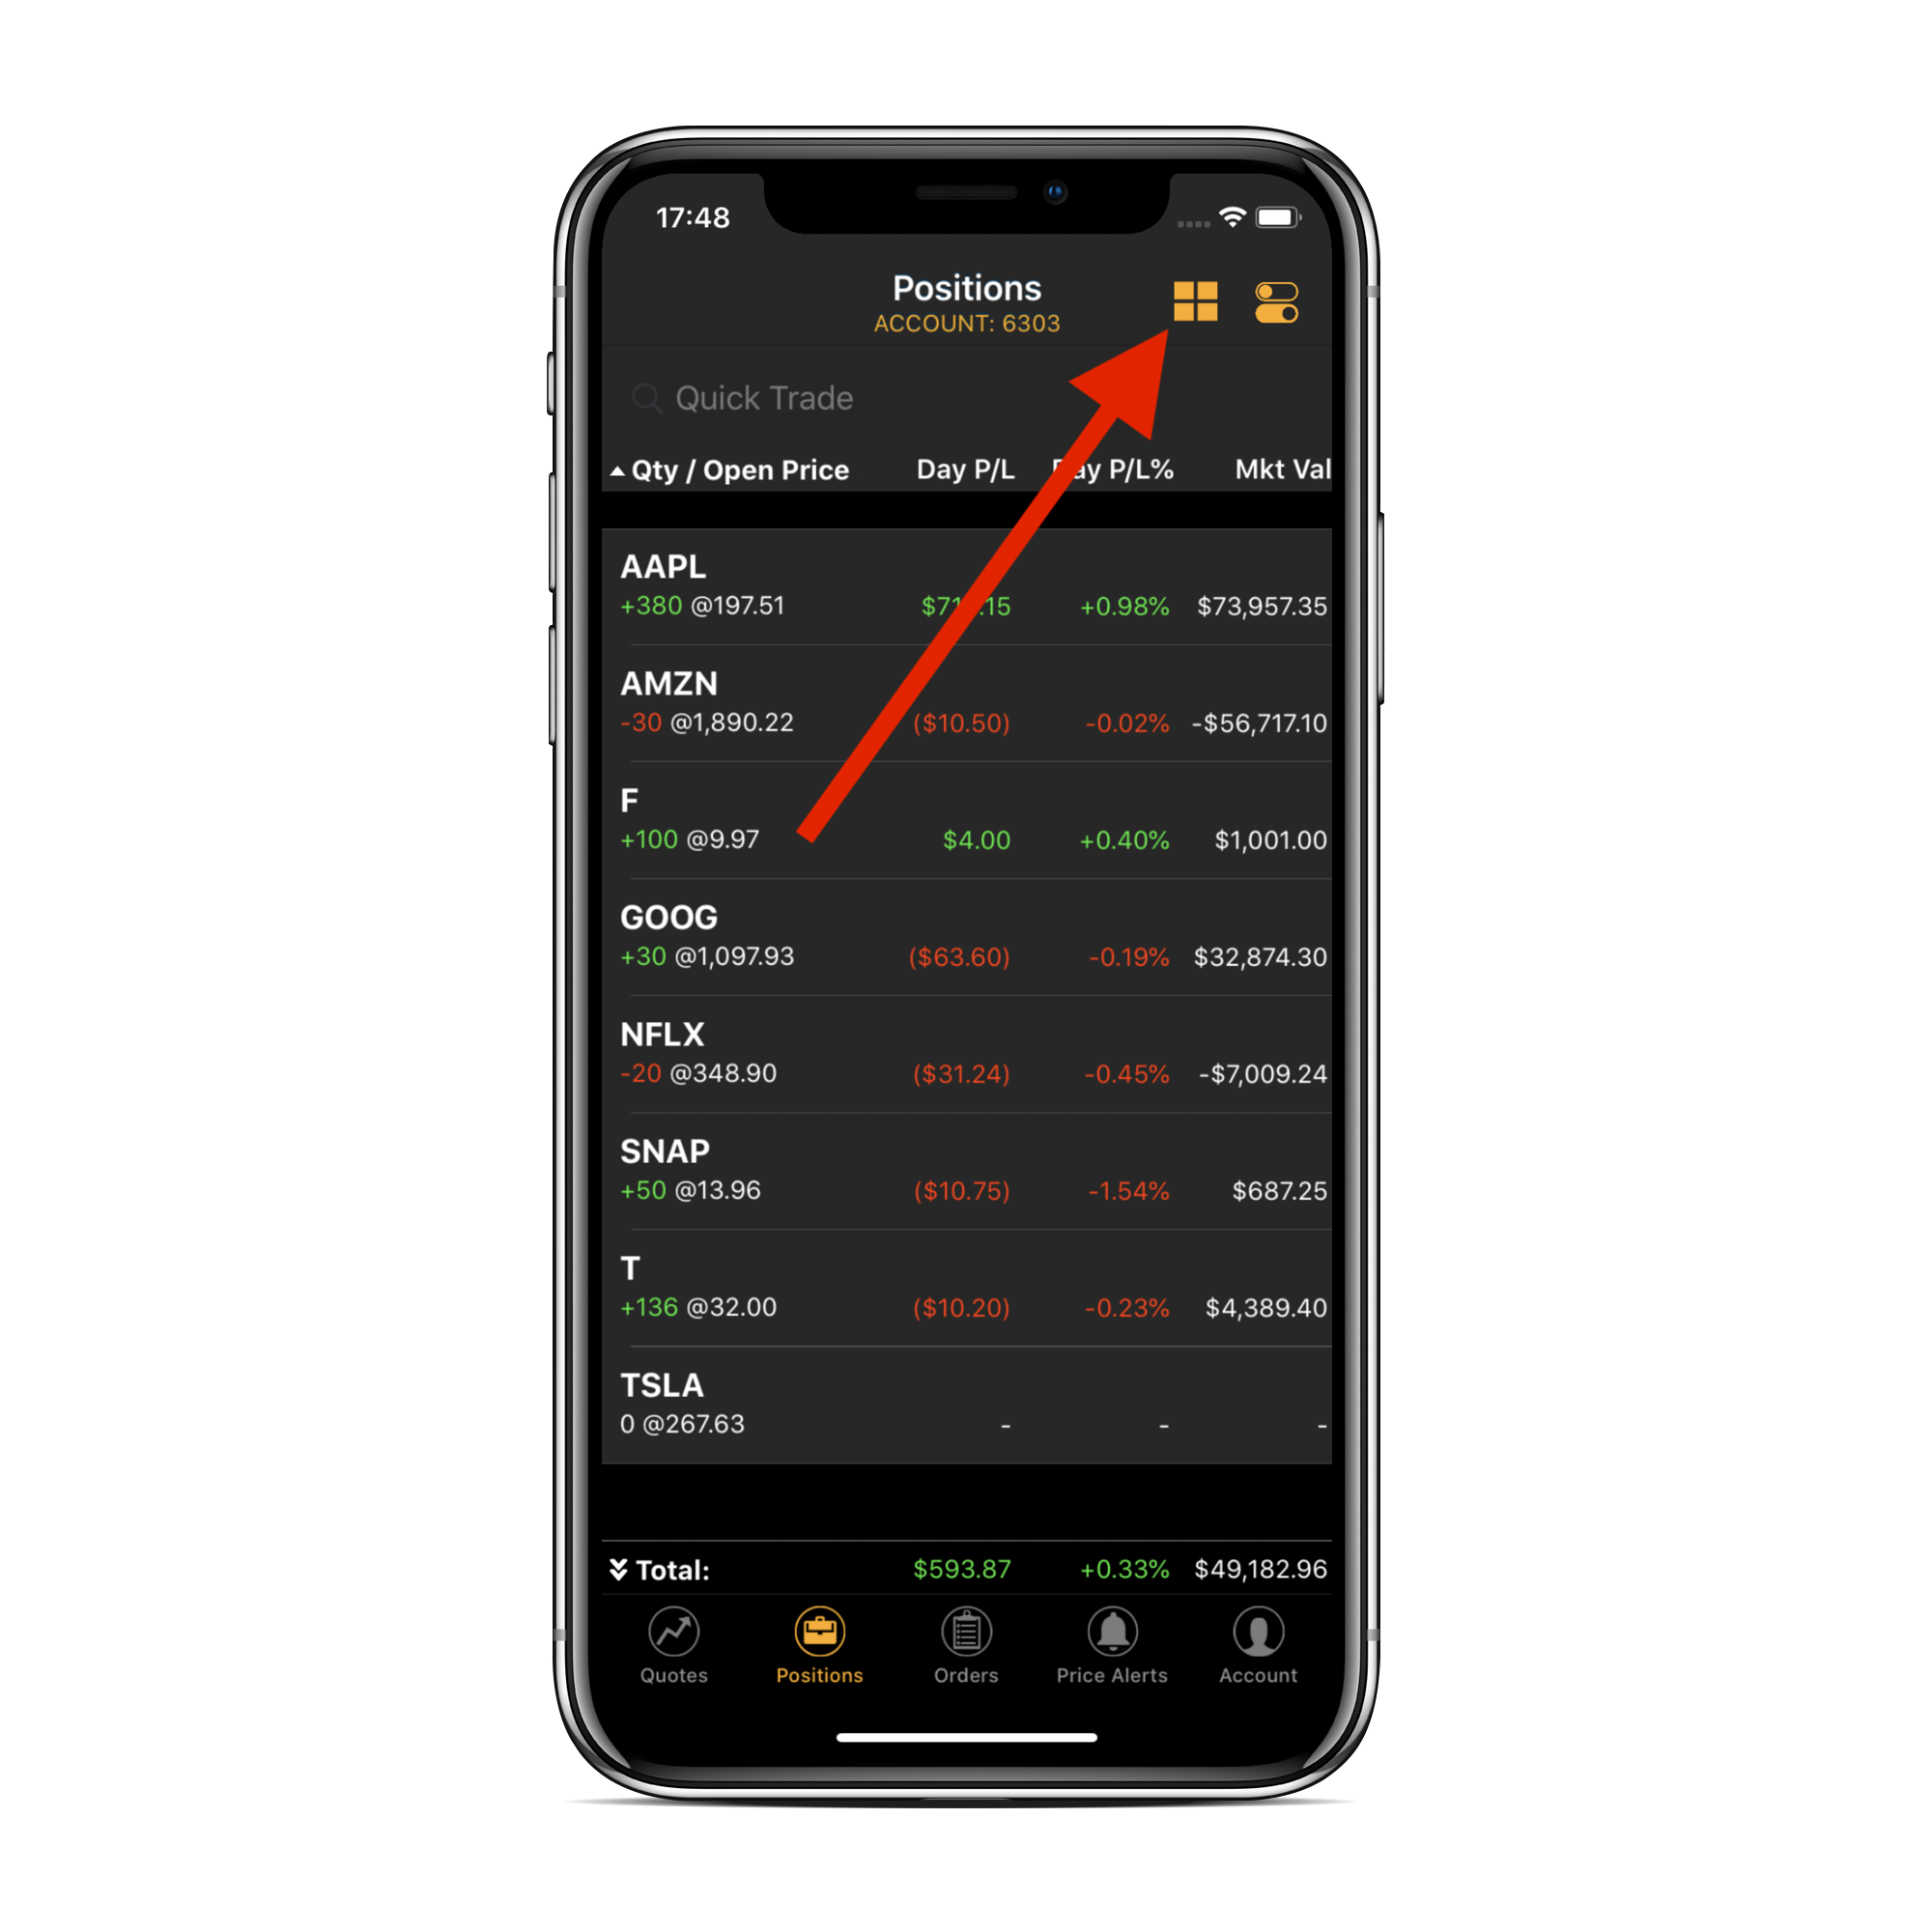 17:48
Positions
ACCOUNT: 6303
Quick Trade
Qty / Open Price Day P/L Day P/L% Mkt Val
AAPL
+380 @197.51 +0.98% $73,957.35
AMZN
-30 @1,890.22 ($10.50) -0.02% -$56,717.10
F
+100 @9.97 $4.00 +0.40% $1,001.00
GOOG
+30 @1,097.93 ($63.60) -0.19% $32,874.30
NFLX
-20 @348.90 ($31.24) -0.45% -$7,009.24
SNAP
+50 @13.96 ($10.75) -1.54% $687.25
T
+136 @32.00 ($10.20) -0.23% $4,389.40
TSLA
0 @267.63 - - -
Total: $593.87 +0.33% $49,182.96
Quotes Positions Orders Price Alerts Account